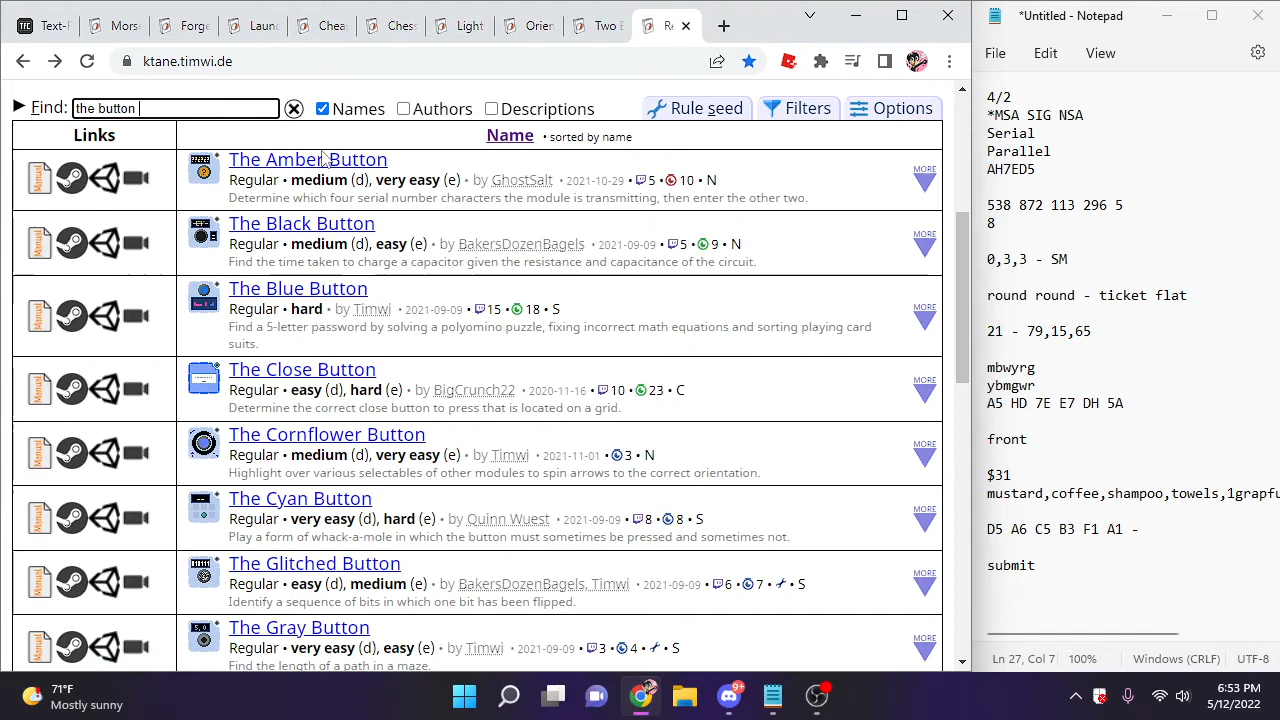 Text-F
Mors
Forge
Laun
Chea
Ches
Light
Orie
Two E
Re
ktane.timwi.de
Find: the button
Names
Authors
Descriptions
Rule seed
Filters
Options
Links
Name • sorted by name
The Amber Button
Regular • medium (d), very easy (e) • by GhostSalt • 2021-10-29 • 5 • 10 • N
Determine which four serial number characters the module is transmitting, then enter the other two.
MORE
The Black Button
Regular • medium (d), easy (e) • by BakersDozenBagels • 2021-09-09 • 5 • 9 • N
Find the time taken to charge a capacitor given the resistance and capacitance of the circuit.
MORE
The Blue Button
Regular • hard • by Timwi • 2021-09-09 • 15 • 18 • S
Find a 5-letter password by solving a polyomino puzzle, fixing incorrect math equations and sorting playing card
suits.
MORE
The Close Button
Regular • easy (d), hard (e) • by BigCrunch22 • 2020-11-16 • 10 • 23 • C
Determine the correct close button to press that is located on a grid.
MORE
The Cornflower Button
Regular • medium (d), very easy (e) • by Timwi • 2021-11-01 • 3 • N
Highlight over various selectables of other modules to spin arrows to the correct orientation.
MORE
The Cyan Button
Regular • very easy (d), hard (e) • by Quinn Wuest • 2021-09-09 • 8 • 8 • S
Play a form of whack-a-mole in which the button must sometimes be pressed and sometimes not.
MORE
The Glitched Button
Regular • easy (d), medium (e) • by BakersDozenBagels, Timwi • 2021-09-09 • 6 • 7 • S
Identify a sequence of bits in which one bit has been flipped.
MORE
The Gray Button
Regular • very easy (d), easy (e) • by Timwi • 2021-09-09 • 3 • 4 • S
Find the length of a path in a maze.
MORE
*Untitled - Notepad
File Edit View
4/2
*MSA SIG NSA
Serial
Parallel
AH7ED5
538 872 113 296 5
8
0,3,3 - SM
round round - ticket flat
21 - 79,15,65
mbwyrg
ybmgwr
A5 HD 7E E7 DH 5A
front
$31
mustard,coffee,shampoo,towels,1grapfu
D5 A6 C5 B3 F1 A1 -
submit
Ln 27, Col 7 100% Windows (CRLF) UTF-8
71°F
Mostly sunny
9+
6:53 PM
5/12/2022